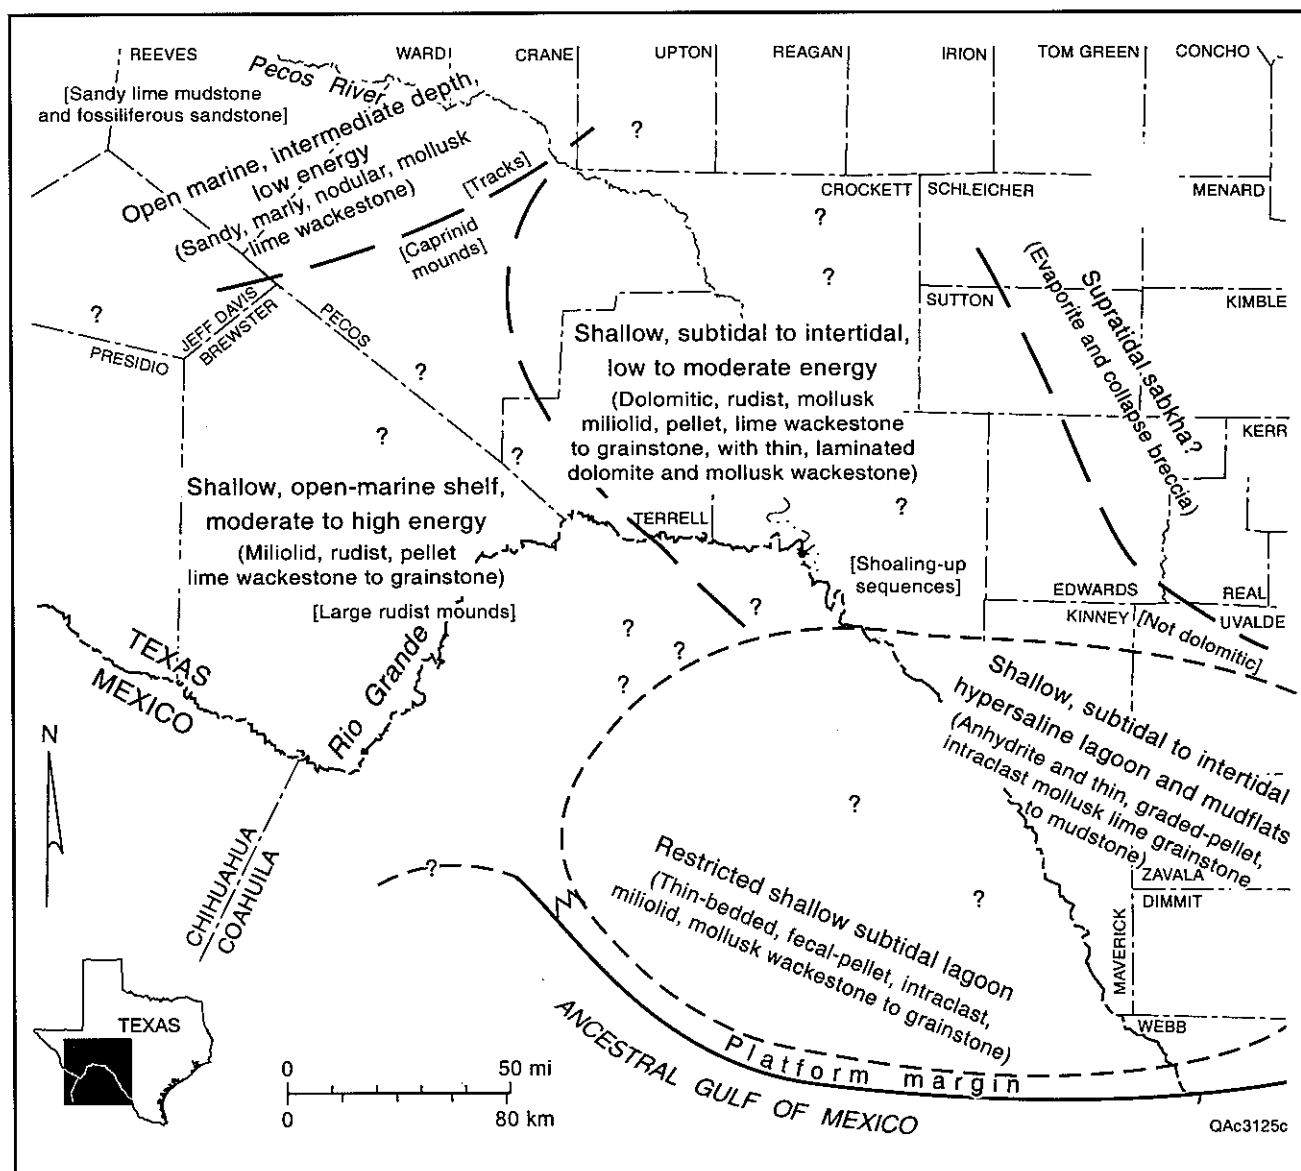 REEVES
WARD
CRANE
UPTON
REAGAN
IRION
TOM GREEN
CONCHO
Pecos River
[Sandy lime mudstone
and fossiliferous sandstone]
Open marine, intermediate depth,
low energy
(Sandy, marly, nodular, mollusk
lime wackestone)
[Tracks]
[Caprinid
mounds]
?
CROCKETT
SCHLEICHER
MENARD
?
?
?
SUTTON
KIMBLE
Supratidal sabkha?
(Evaporite and collapse breccia)
JEFF DAVIS
BREWSTER
PECOS
PRESIDIO
?
?
?
Shallow, subtidal to intertidal,
low to moderate energy
(Dolomitic, rudist, mollusk
miliolid, pellet, lime wackestone
to grainstone, with thin, laminated
dolomite and mollusk wackestone)
KERR
Shallow, open-marine shelf,
moderate to high energy
(Miliolid, rudist, pellet
lime wackestone to grainstone)
[Large rudist mounds]
TERRELL
?
[Shoaling-up
sequences]
EDWARDS
REAL
KINNEY
UVALDE
[Not dolomitic]
?
?
?
?
TEXAS
MEXICO
Rio Grande
Shallow, subtidal to intertidal
hypersaline lagoon and mudflats
(Anhydrite and thin, graded-pellet,
intraclast mollusk lime grainstone
to mudstone)
N
?
CHIHUAHUA
COAHUILA
?
Restricted shallow subtidal lagoon
(Thin-bedded, fecal-pellet, intraclast,
miliolid, mollusk wackestone to grainstone)
?
ZAVALA
DIMMIT
MAVERICK
WEBB
Platform margin
ANCESTRAL GULF OF MEXICO
TEXAS
0 50 mi
0 80 km
QAc3125c